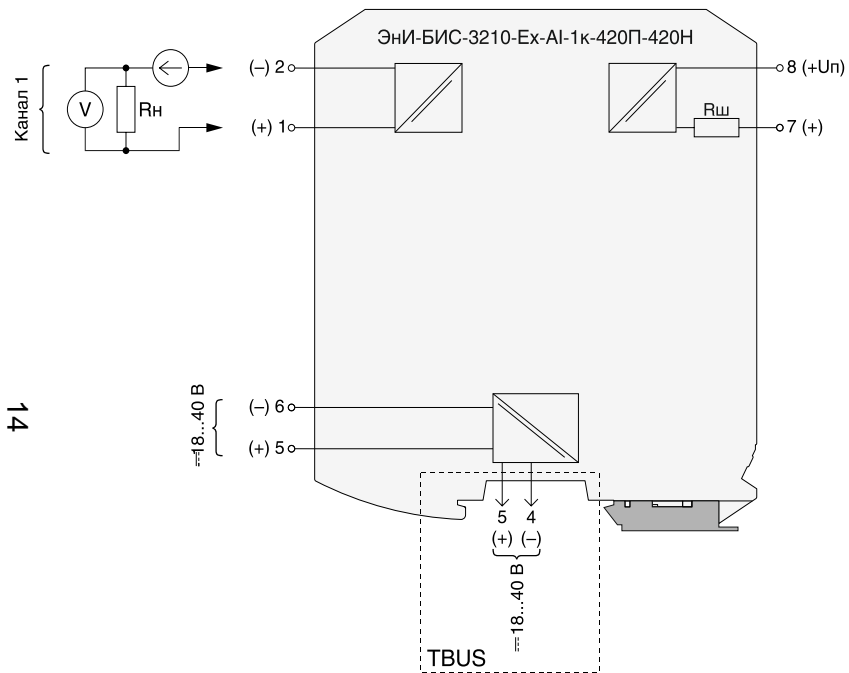 ЭнИ-БИС-3210-Ex-AI-1к-420П-420Н
Канал 1
V
Rн
(–) 2
(+) 1
8 (+Uп)
Rш
7 (+)
18...40 В
(–) 6
(+) 5
14
5 4
(+) (–)
18...40 В
TBUS